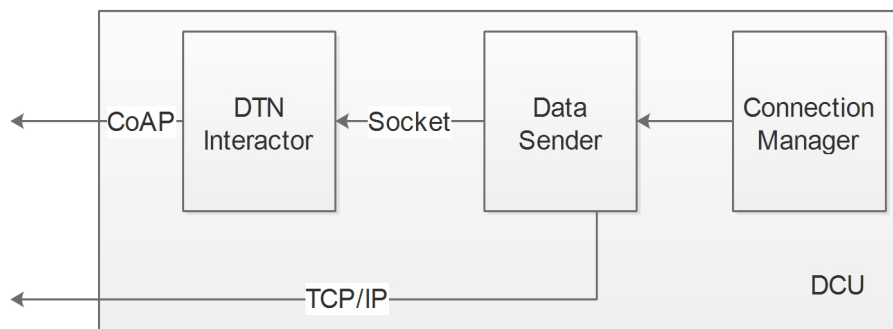 CoAP
DTN
Interactor
Socket
Data
Sender
Connection
Manager
TCP/IP
DCU